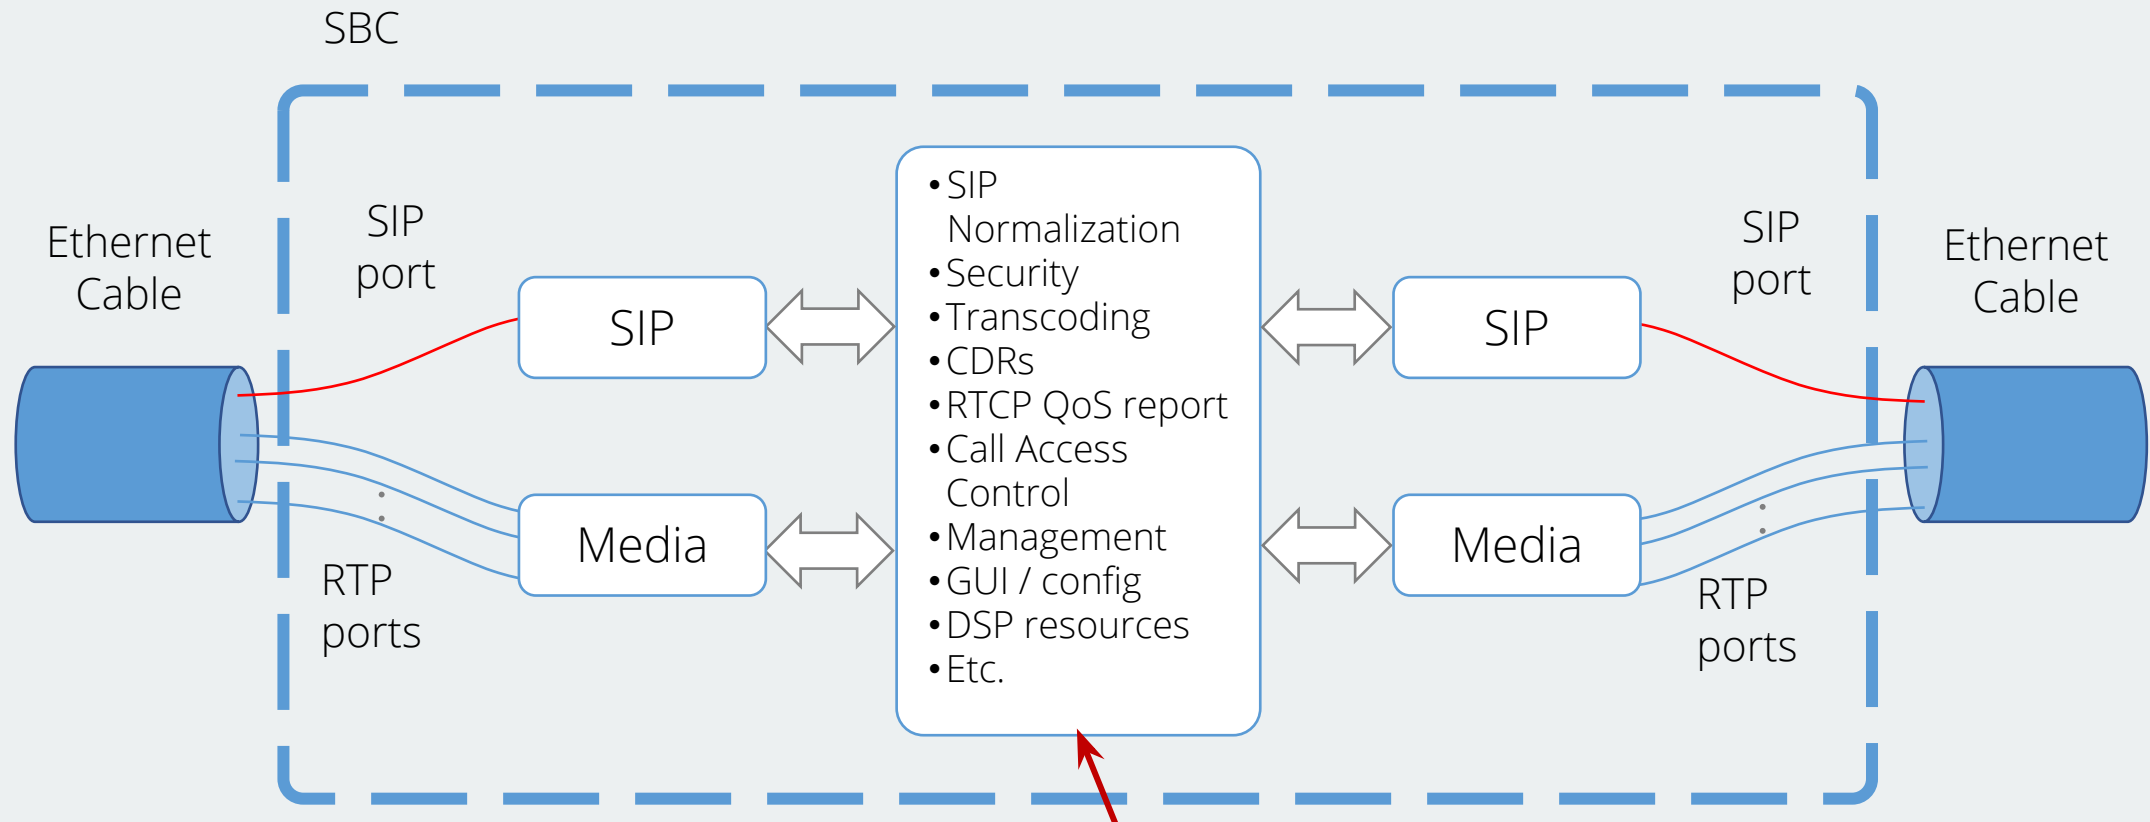 SBC
Ethernet
Cable
SIP
port
SIP
Media
RTP
ports
•SIP
Normalization
•Security
•Transcoding
•CDRs
•RTCP QoS report
•Call Access
Control
•Management
•GUI / config
•DSP resources
•Etc.
SIP
Media
SIP
port
RTP
ports
Ethernet
Cable